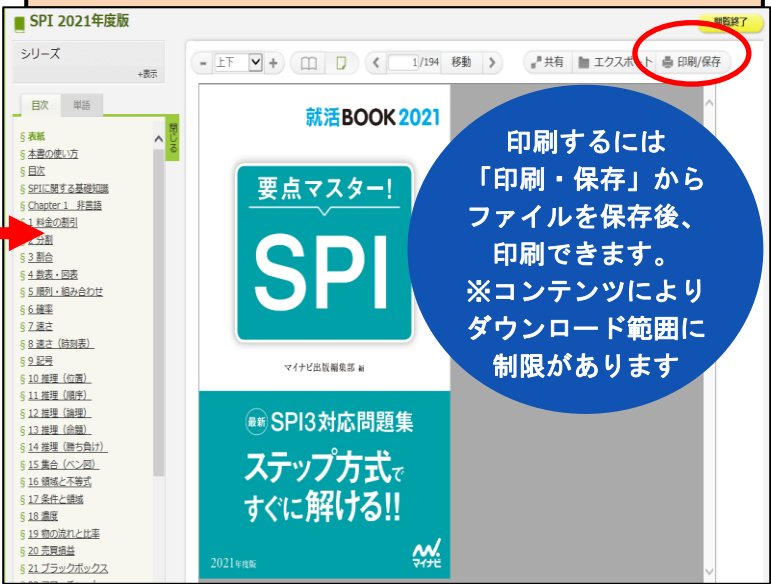 SPI 2021年度版
閲覧終了
シリーズ
+表示
目次 単語
閉じる
§ 表紙
§ 本書の使い方
§ 目次
§ SPIに関する基礎知識
§ Chapter 1 非言語
§ 1 料金の割引
§ 2 分割
§ 3 割合
§ 4 数表・図表
§ 5 順列・組み合わせ
§ 6 確率
§ 7 速さ
§ 8 速さ（時刻表）
§ 9 記号
§ 10 推理（位置）
§ 11 推理（順序）
§ 12 推理（論理）
§ 13 推理（命題）
§ 14 推理（勝ち負け）
§ 15 集合（ベン図）
§ 16 領域と不等式
§ 17 条件と領域
§ 18 濃度
§ 19 物の流れと比率
§ 20 売買損益
§ 21 ブラックボックス
- 上下 + 1/194 移動 共有 エクスポート 印刷/保存
就活BOOK 2021
要点マスター!
SPI
マイナビ出版編集部 編
最新 SPI3対応問題集
ステップ方式で
すぐに解ける!!
2021年度版
マイナビ
印刷するには
「印刷・保存」から
ファイルを保存後、
印刷できます。
※コンテンツにより
ダウンロード範囲に
制限があります